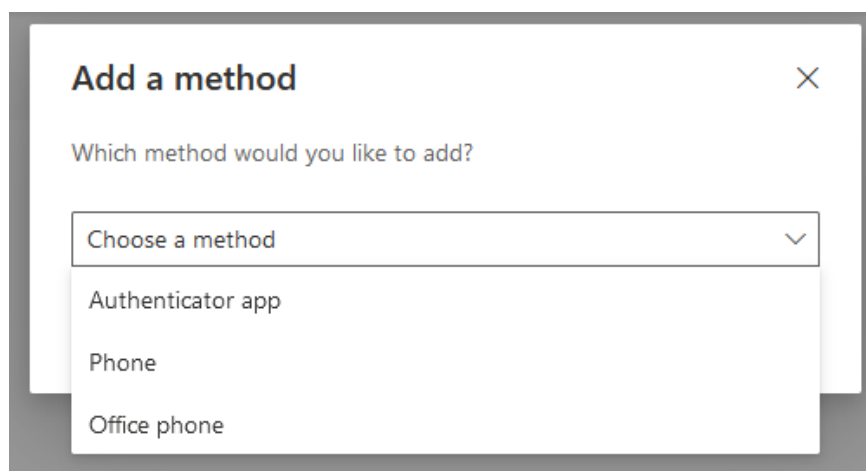 Add a method
Which method would you like to add?
Choose a method
Authenticator app
Phone
Office phone